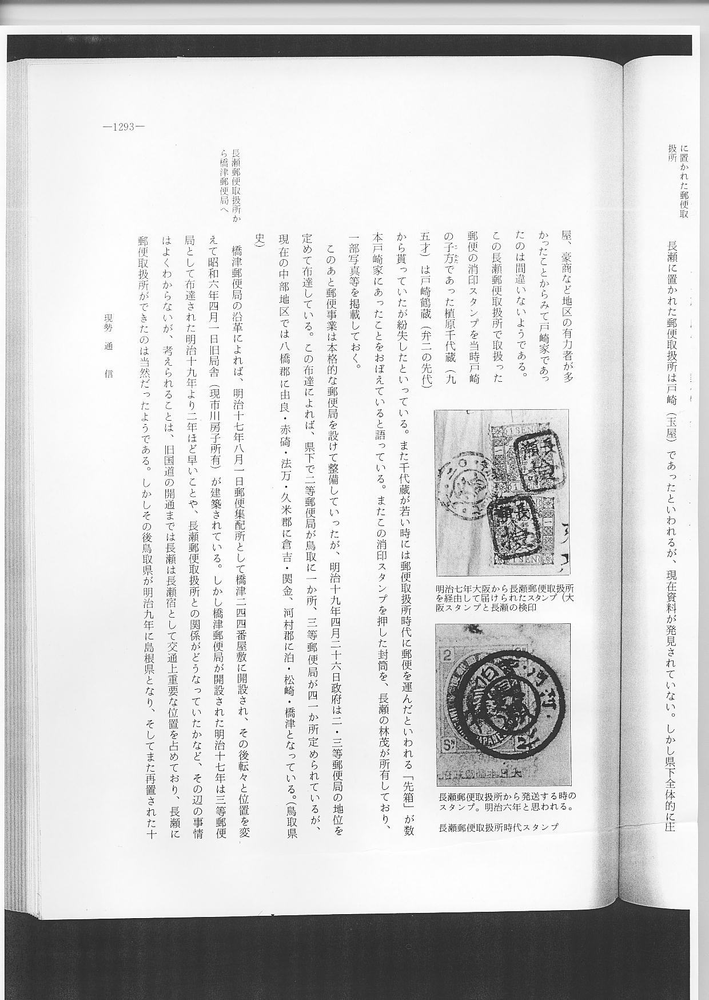 に置かれた郵便取
扱所
長瀬に置かれた郵便取扱所は戸崎(玉屋)であったといわれるが、現在資料が発見されていない。しかし県下全体的に庄
屋、豪商など地区の有力者が多
かったことからみて戸崎家であっ
たのは間違いないようである。
この長瀬郵便取扱所で取扱った
郵便の消印スタンプを当時戸崎
の子方であった植原千代蔵(九
こかた
五才)は戸崎鶴蔵(弁二の先代)
から貰っていたが紛失したといっている。また千代蔵が若い時には郵便取扱所時代に郵便を運んだといわれる「先箱」が数
本戸崎家にあったことをおぼえていると語っている。またこの消印スタンプを押した封筒を、長瀬の林茂が所有しており、
一部写真等を掲載しておく。
このあと郵便事業は本格的な郵便局を設けて整備していったが、明治十九年四月二十六日政府は二・三等郵便局の地位を
定めて布達している。この布達によれば、県下で二等郵便局が鳥取に一か所、三等郵便局が四一か所定められているが、
現在の中部地区では八橋郡に由良・赤碕・法万・久米郡に倉吉・関金、河村郡に泊・松崎・橋津となっている。(鳥取県
史)
長瀬郵便取扱所か
ら橋津郵便局へ
橋津郵便局の沿革によれば、明治十七年八月一日郵便集配所として橋津二四四番屋敷に開設され、その後転々と位置を変
えて昭和六年四月一日旧局舎(現市川房子所有)が建築されている。しかし橋津郵便局が開設された明治十七年は三等郵便
局として布達された明治十九年より二年ほど早いことや、長瀬郵便取扱所との関係がどうなっていたかなど、その辺の事情
はよくわからないが、考えられることは、旧国道の開通までは長瀬は長瀬宿として交通上重要な位置を占めており、長瀬に
郵便取扱所ができたのは当然だったようである。しかしその後鳥取県が明治九年に島根県となり、そしてまた再置された十
明治七年大阪から長瀬郵便取扱所
を経由して届けられたスタンプ(大
阪スタンプと長瀬の検印
長瀬郵便取扱所から発送する時の
スタンプ。明治六年と思われる。
長瀬郵便取扱所時代スタンプ
1 SEN
1 SEN
2
SN
現勢 通 信
—1293—